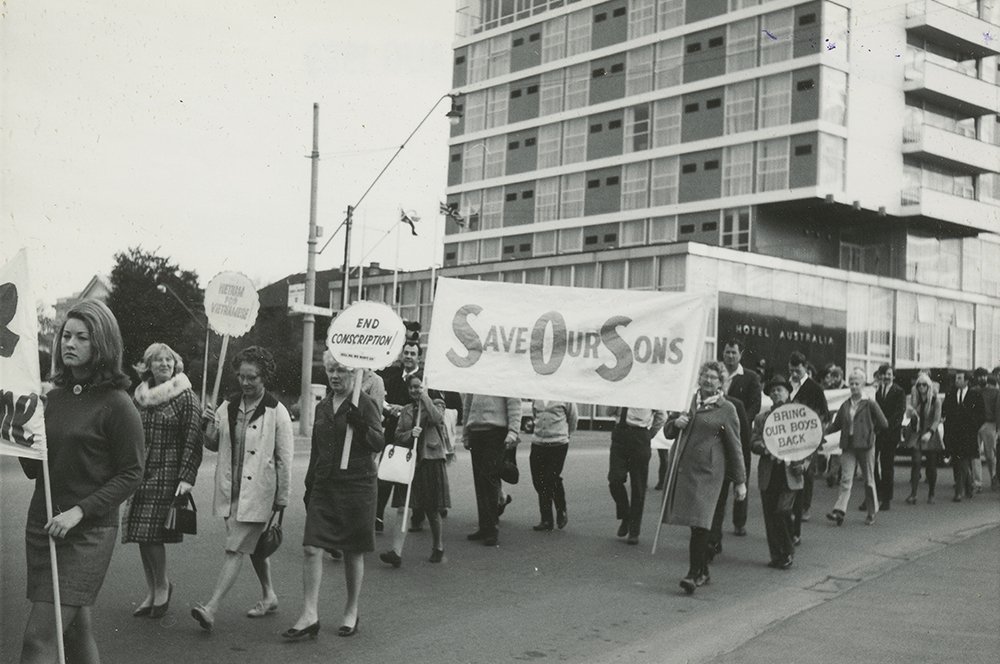 VIETNAM
FOR
VIETNAMESE
END
CONSCRIPTION
SAVE OUR SONS
HOTEL AUSTRALIA
BRING
OUR BOYS
BACK